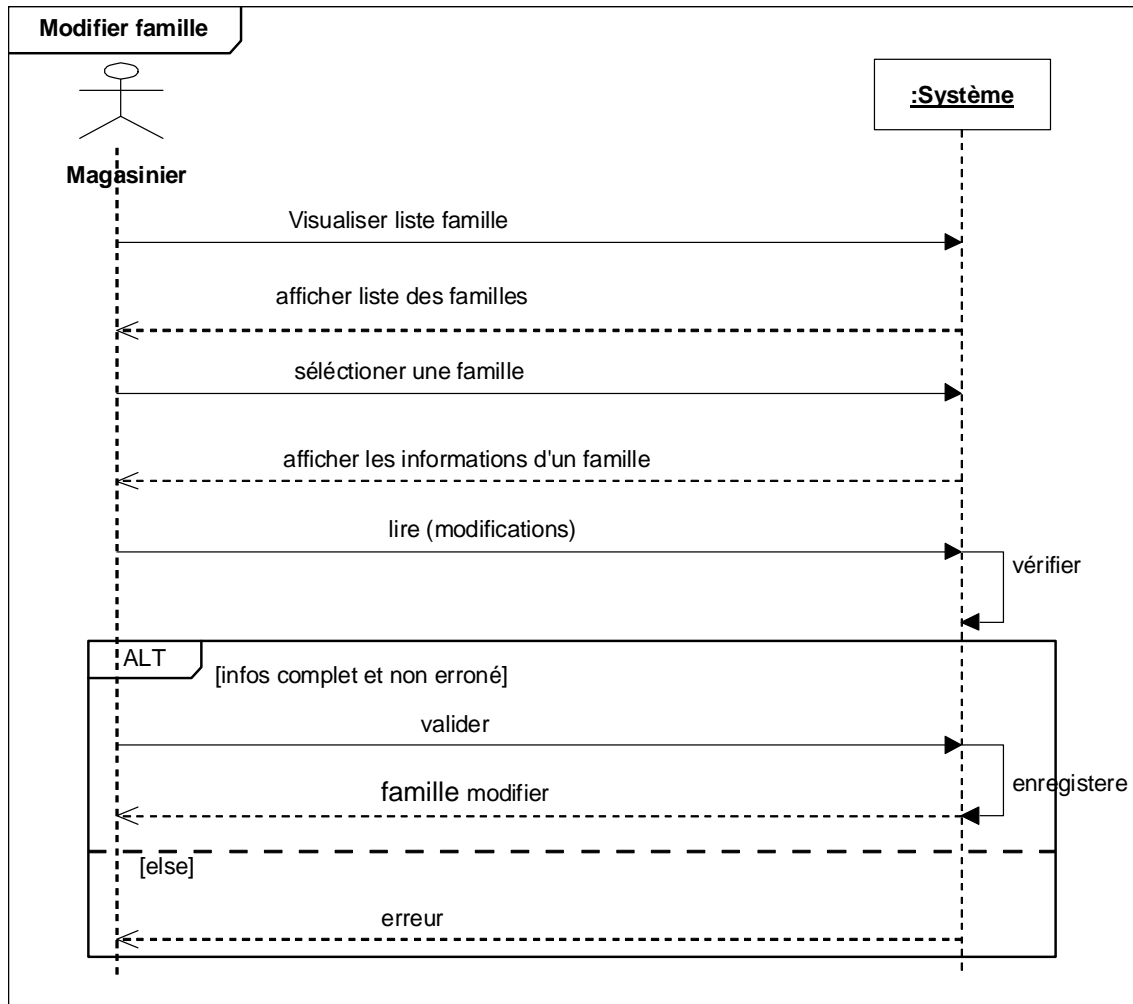 Modifier famille
:Système
Magasinier
Visualiser liste famille
afficher liste des familles
séléctioner une famille
afficher les informations d'un famille
lire (modifications)
vérifier
ALT
[infos complet et non erroné]
valider
enregistere
famille modifier
[else]
erreur